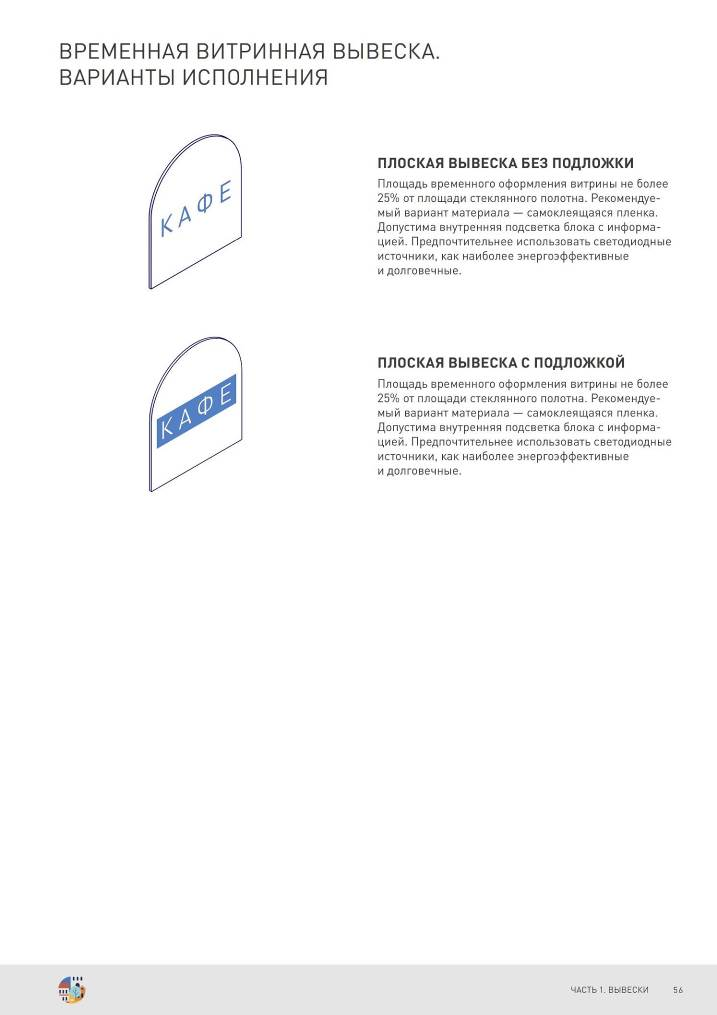 ВРЕМЕННАЯ ВИТРИННАЯ ВЫВЕСКА.
ВАРИАНТЫ ИСПОЛНЕНИЯ
КАФЕ
ПЛОСКАЯ ВЫВЕСКА БЕЗ ПОДЛОЖКИ
Площадь временного оформления витрины не более
25% от площади стеклянного полотна. Рекомендуе-
мый вариант материала — самоклеящаяся пленка.
Допустима внутренняя подсветка блока с информа-
цией. Предпочтительнее использовать светодиодные
источники, как наиболее энергоэффективные
и долговечные.
КАФЕ
ПЛОСКАЯ ВЫВЕСКА С ПОДЛОЖКОЙ
Площадь временного оформления витрины не более
25% от площади стеклянного полотна. Рекомендуе-
мый вариант материала — самоклеящаяся пленка.
Допустима внутренняя подсветка блока с информа-
цией. Предпочтительнее использовать светодиодные
источники, как наиболее энергоэффективные
и долговечные.
ЧАСТЬ 1. ВЫВЕСКИ 56